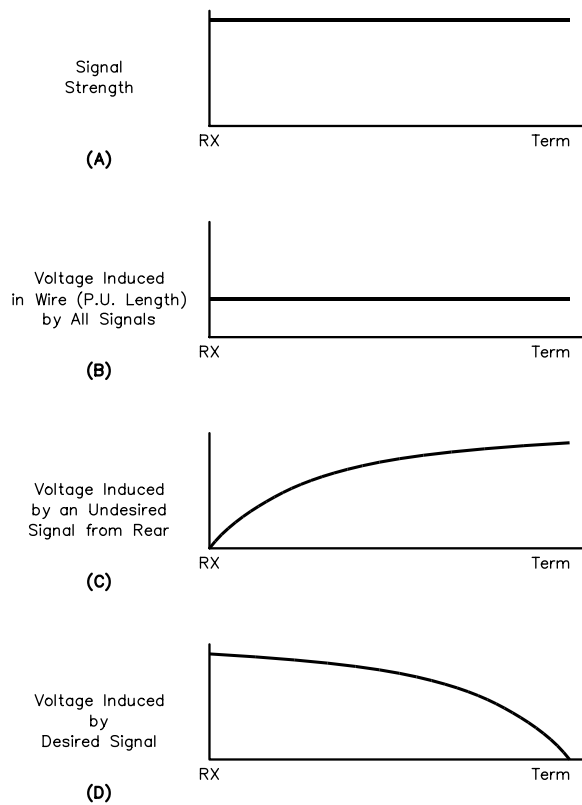 Signal
Strength
RX
Term
(A)
Voltage Induced
in Wire (P.U. Length)
by All Signals
RX
Term
(B)
Voltage Induced
by an Undesired
Signal from Rear
RX
Term
(C)
Voltage Induced
by
Desired Signal
RX
Term
(D)